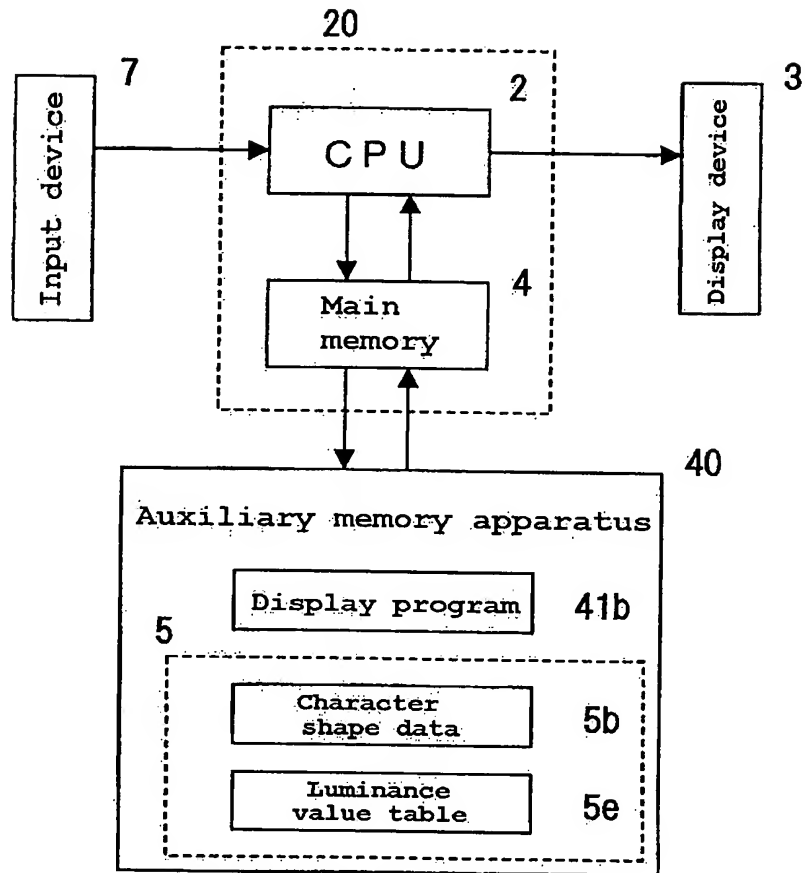 20
7
2
3
Input device
CPU
Display device
4
Main
memory
40
Auxiliary memory apparatus
Display program
41b
5
Character
shape data
5b
Luminance
value table
5e